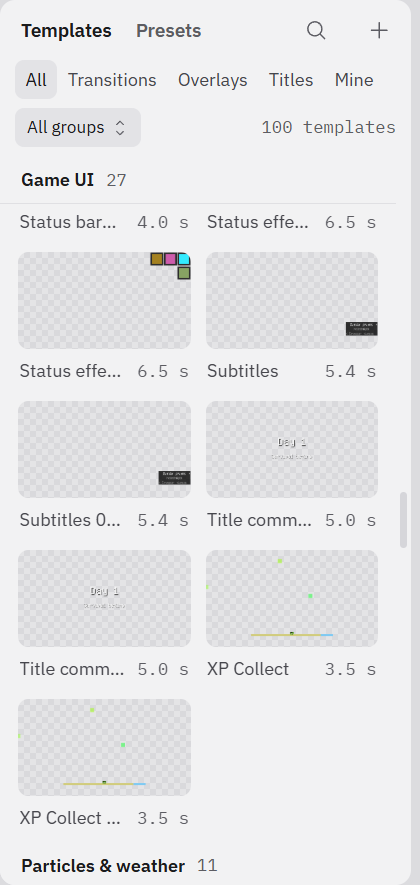 Templates Presets
All Transitions Overlays Titles Mine
All groups 100 templates
Game UI 27
Status bar... 4.0 s Status effe... 6.5 s
Status effe... 6.5 s Subtitles 5.4 s
Day 1
Subtitles 0... 5.4 s Title comm... 5.0 s
Day 1
Title comm... 5.0 s XP Collect 3.5 s
XP Collect ... 3.5 s
Particles & weather 11